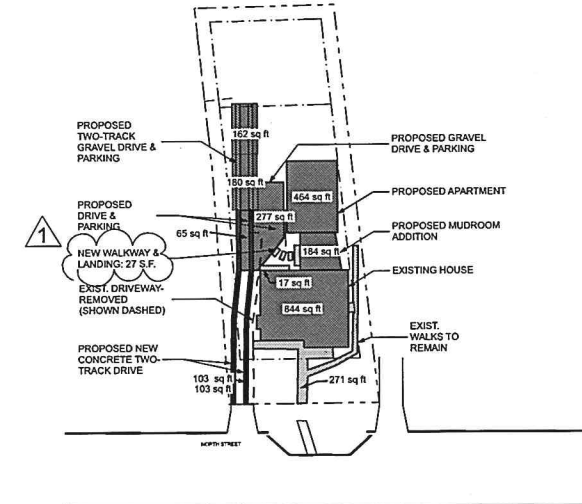 PROPOSED
TWO-TRACK
GRAVEL DRIVE &
PARKING
162 sq ft
180 sq ft
PROPOSED GRAVEL
DRIVE & PARKING
464 sq ft
PROPOSED APARTMENT
PROPOSED
DRIVE &
PARKING
277 sq ft
65 sq ft
PROPOSED MUDROOM
ADDITION
184 sq ft
1
NEW WALKWAY &
LANDING: 27 S.F.
17 sq ft
EXISTING HOUSE
EXIST. DRIVEWAY-
REMOVED
(SHOWN DASHED)
844 sq ft
EXIST.
WALKS TO
REMAIN
PROPOSED NEW
CONCRETE TWO-
TRACK DRIVE
103 sq ft
103 sq ft
271 sq ft
NORTH STREET